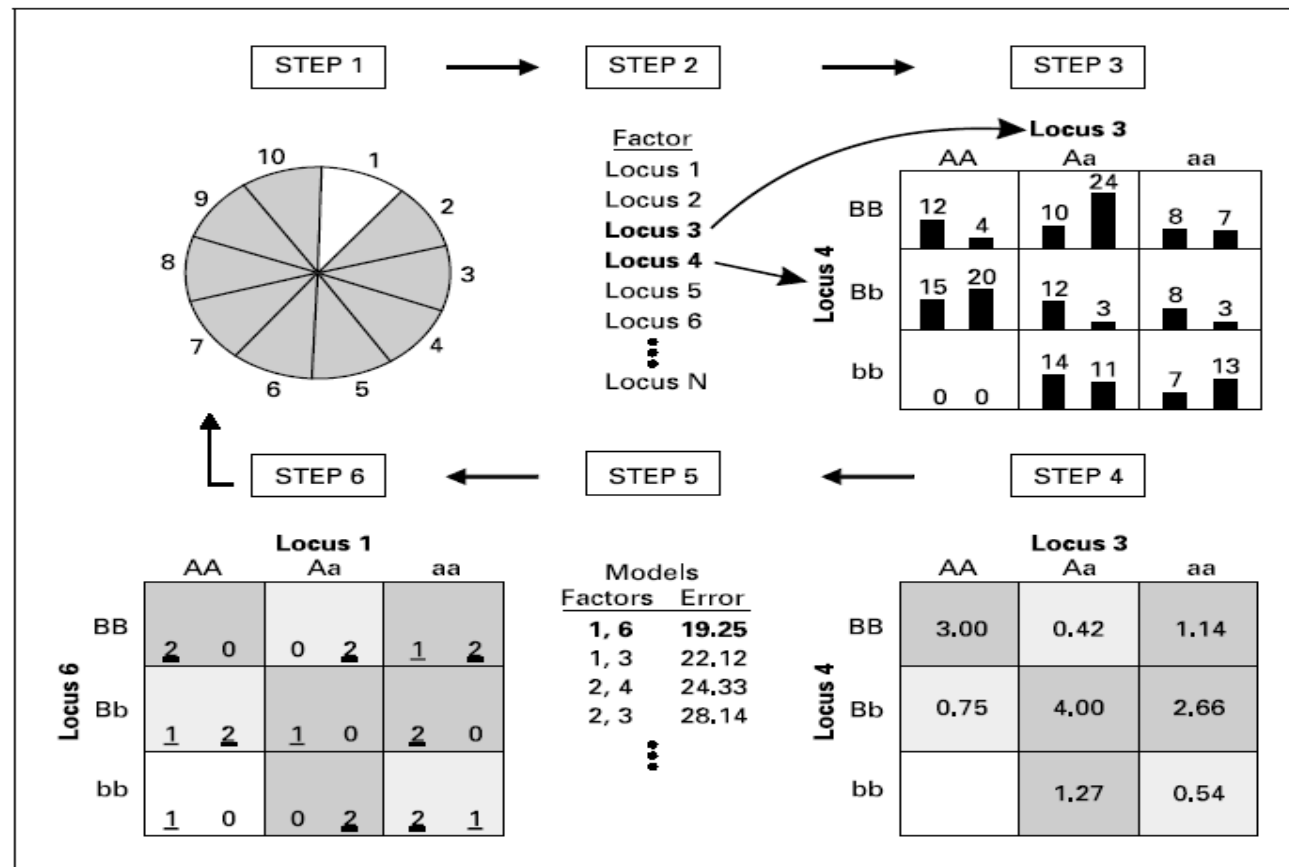 STEP 1 STEP 2 STEP 3
10 1
9 2
8 3
7 4
6 5
Factor
Locus 1
Locus 2
Locus 3
Locus 4
Locus 5
Locus 6
Locus N
Locus 3
AA Aa aa
Locus 4
BB 12 4 10 24 8 7
Bb 15 20 12 3 8 3
bb 0 0 14 11 7 13
STEP 6 STEP 5 STEP 4
Locus 1
AA Aa aa
Locus 6
BB 2 0 0 2 1 2
Bb 1 2 1 0 2 0
bb 1 0 0 2 2 1
Models
Factors Error
1, 6 19.25
1, 3 22.12
2, 4 24.33
2, 3 28.14
Locus 3
AA Aa aa
Locus 4
BB 3.00 0.42 1.14
Bb 0.75 4.00 2.66
bb 1.27 0.54